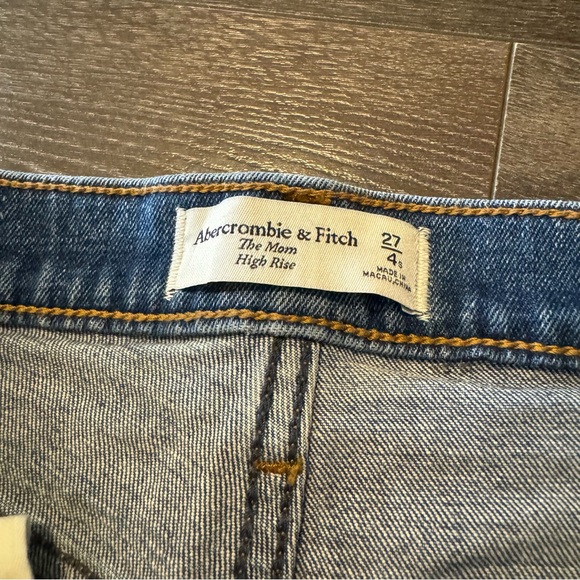 Abercrombie & Fitch
The Mom
High Rise
27
4s
MADE IN
MACAU, CHINA